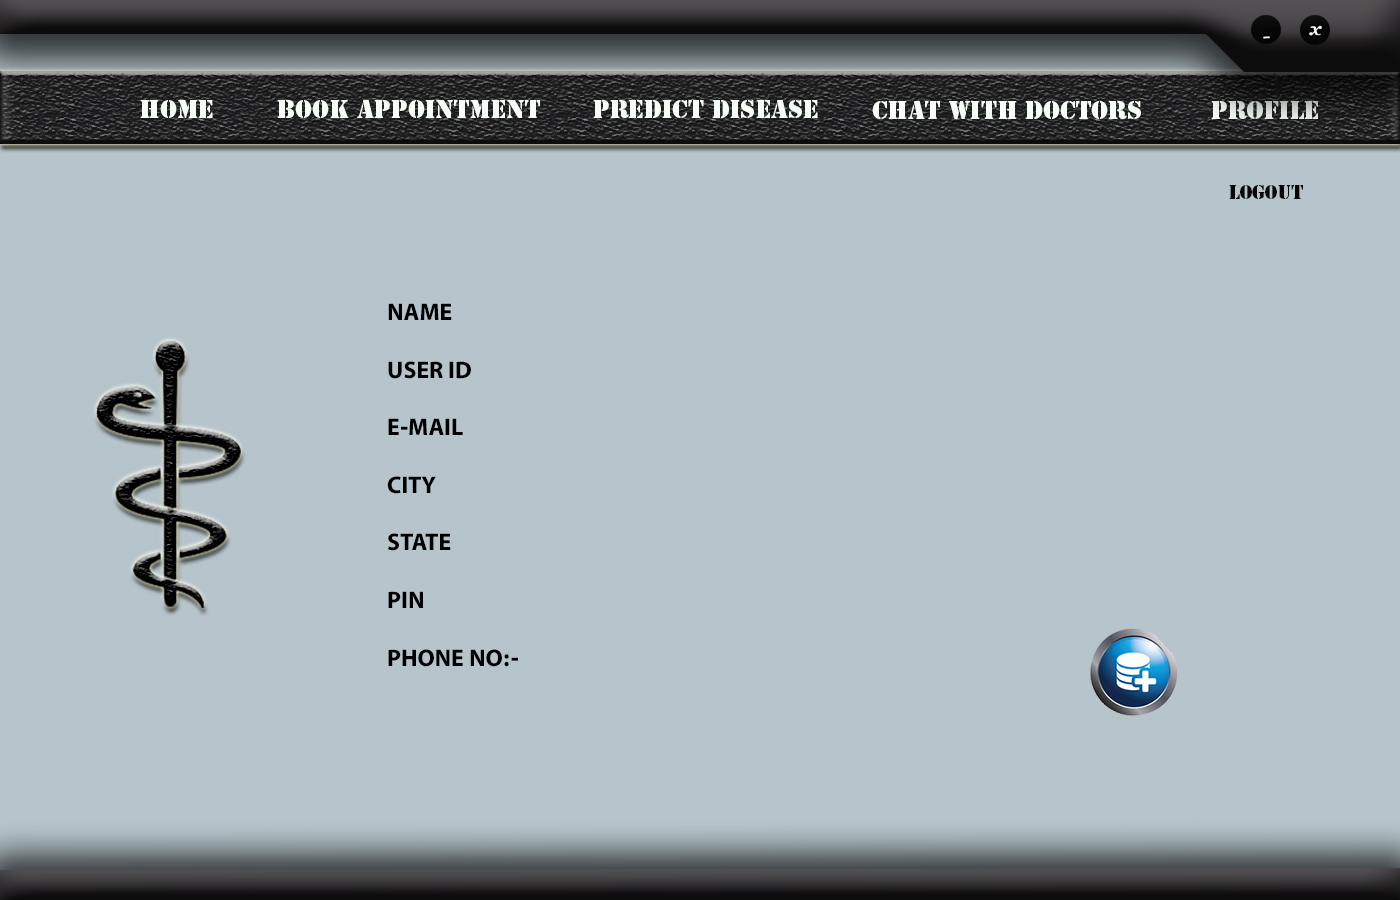 _ x
HOME BOOK APPOINTMENT PREDICT DISEASE CHAT WITH DOCTORS PROFILE
LOGOUT
NAME
USER ID
E-MAIL
CITY
STATE
PIN
PHONE NO:-